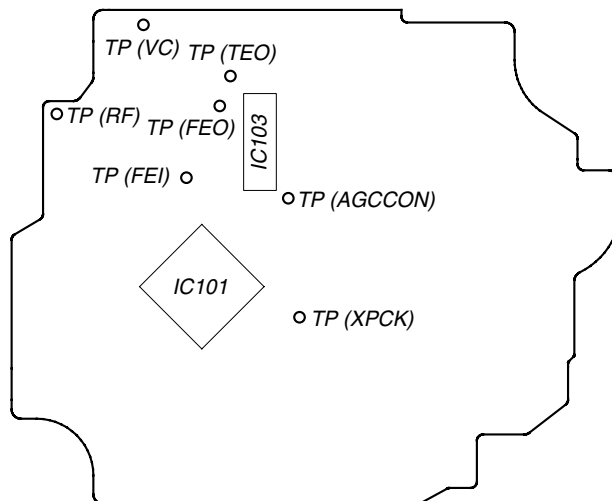 TP (VC)
TP (TEO)
TP (RF)
TP (FEO)
IC103
TP (FEI)
TP (AGCCON)
IC101
TP (XPCK)